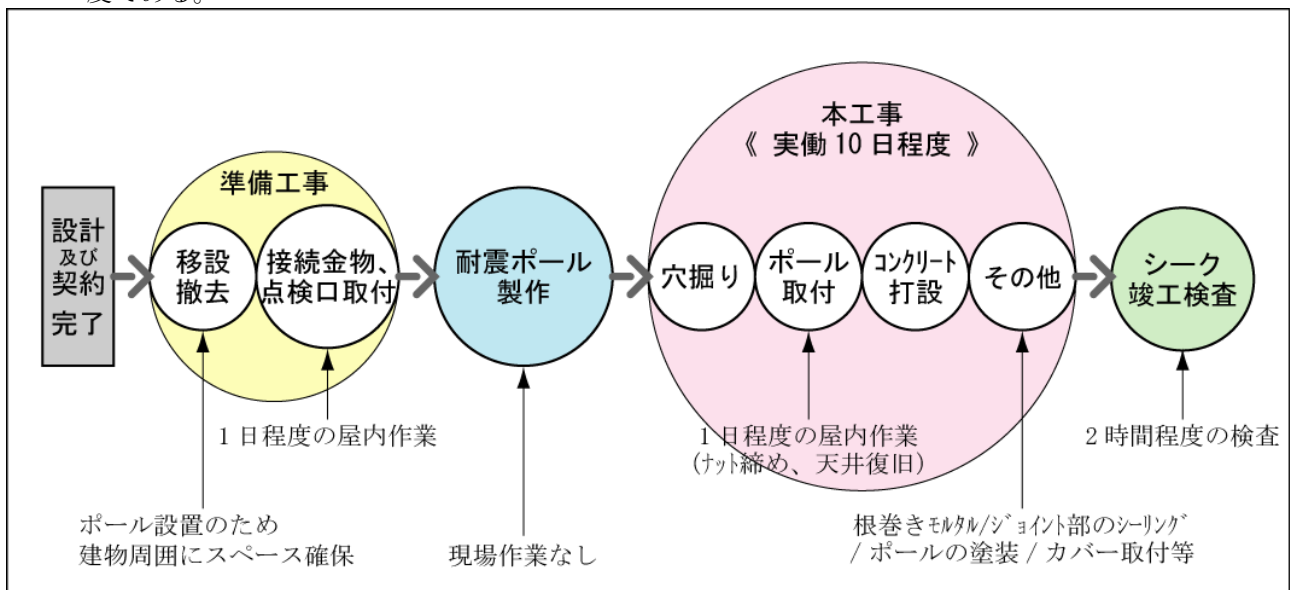 度である。
設計
及び
契約
完了
準備工事
移設
撤去
接続金物、
点検口取付
耐震ポール
製作
本工事
《 実働10日程度 》
穴掘り
ポール
取付
ｺﾝｸﾘｰﾄ
打設
その他
シーク
竣工検査
1日程度の屋内作業
1日程度の屋内作業
(ﾅｯﾄ締め、天井復旧)
2時間程度の検査
ポール設置のため
建物周囲にスペース確保
現場作業なし
根巻きﾓﾙﾀﾙ/ｼﾞｮｲﾝﾄ部のｼｰﾘﾝｸﾞ
/ ポールの塗装 / カバー取付等